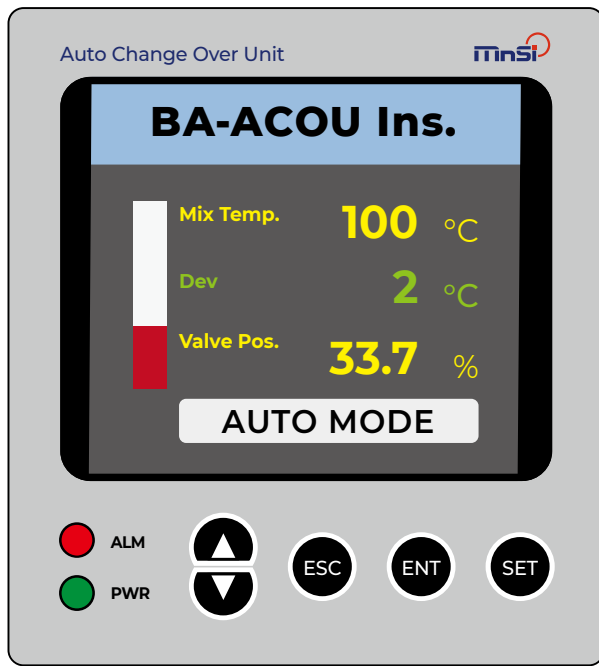 Auto Change Over Unit
iTinSi
BA-ACOU Ins.
Mix Temp. 100 °C
Dev 2 °C
Valve Pos. 33.7 %
AUTO MODE
ALM
PWR
ESC ENT SET